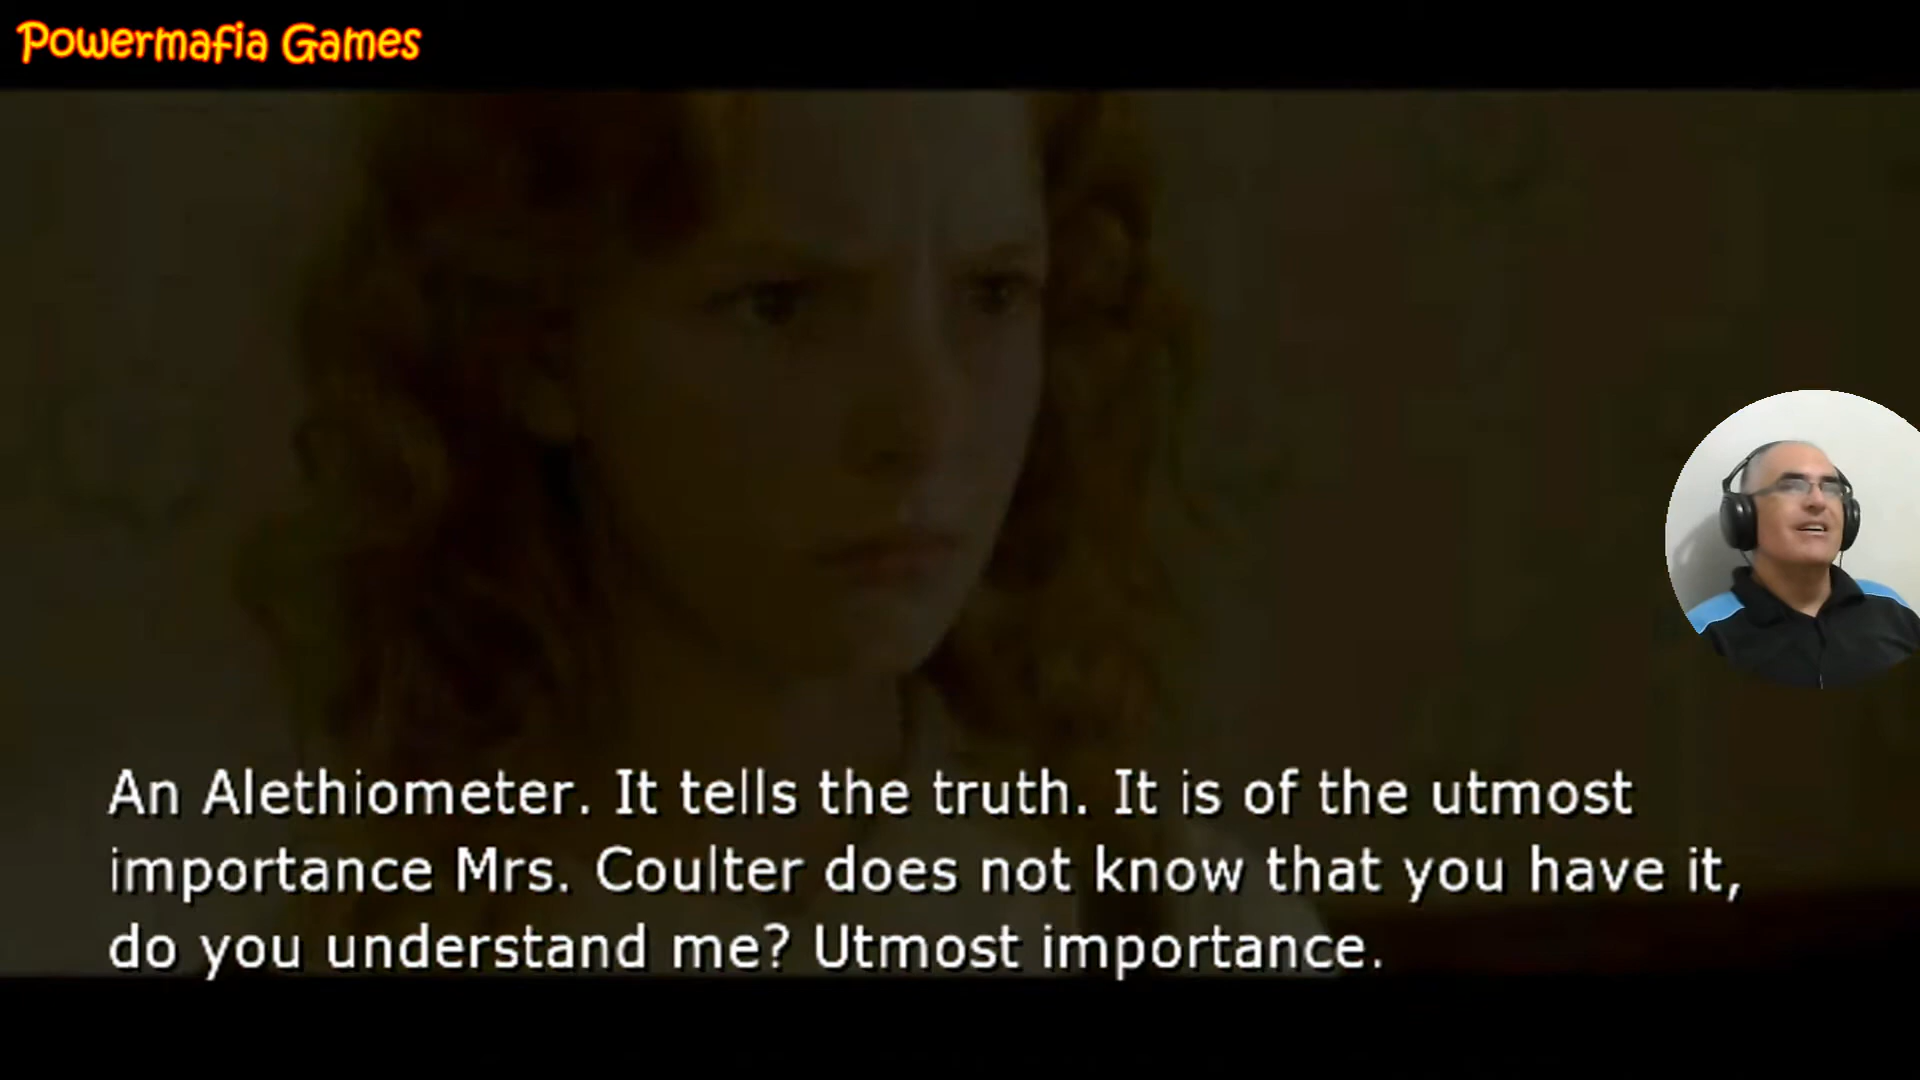 Powermafia Games
An Alethiometer. It tells the truth. It is of the utmost
importance Mrs. Coulter does not know that you have it,
do you understand me? Utmost importance.